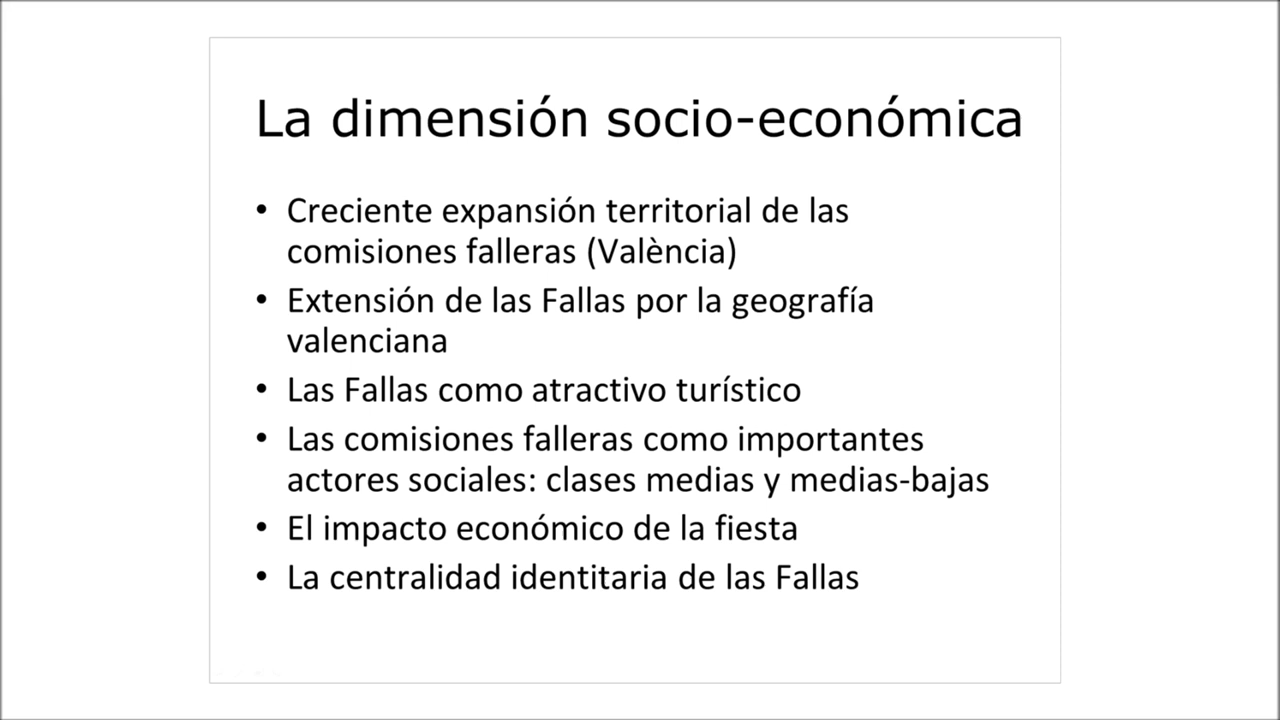 La dimensión socio-económica
• Creciente expansión territorial de las
comisiones falleras (València)
• Extensión de las Fallas por la geografía
valenciana
• Las Fallas como atractivo turístico
• Las comisiones falleras como importantes
actores sociales: clases medias y medias-bajas
• El impacto económico de la fiesta
• La centralidad identitaria de las Fallas